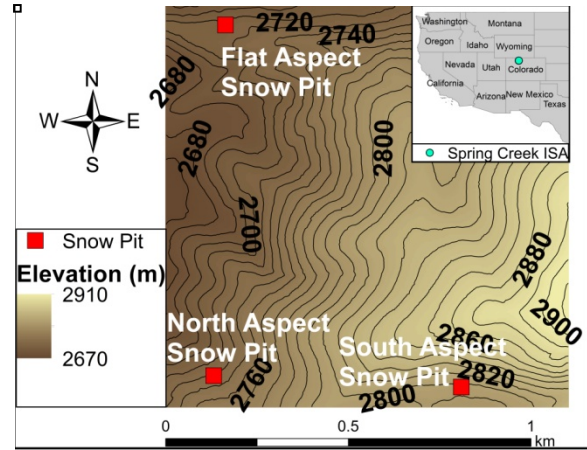 2720
2740
2680
Flat Aspect
Snow Pit
2680
2800
2700
N
W
E
S
Washington
Montana
Oregon
Idaho
Wyoming
Nevada
Utah
Colorado
California
Arizona
New Mexico
Texas
Spring Creek ISA
Snow Pit
Elevation (m)
2910
2670
2880
2900
North Aspect
Snow Pit
2760
2860
South Aspect
Snow Pit
2820
2800
0
0.5
1
km